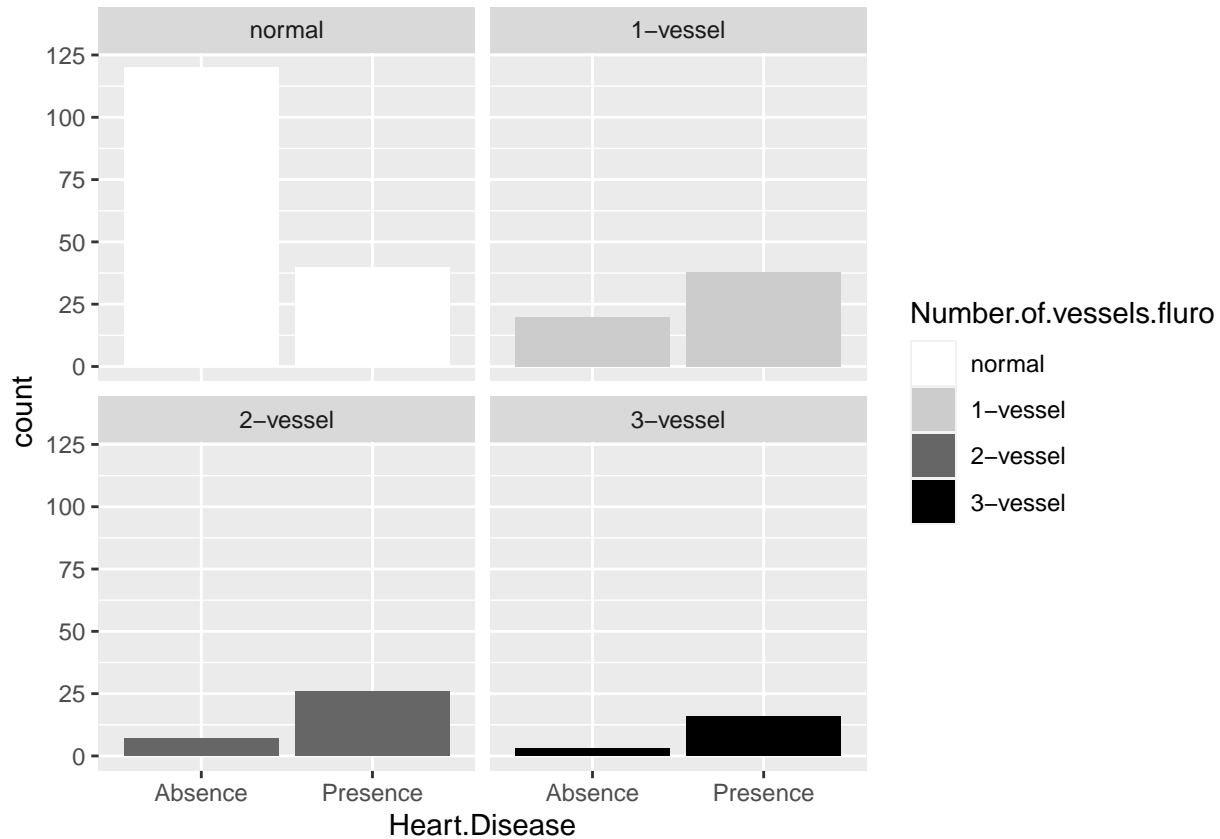 normal
1−vessel
125
100
75
50
25
0
count
2−vessel
3−vessel
125
100
75
50
25
0
Absence
Presence
Absence
Presence
Heart.Disease
Number.of.vessels.fluro
normal
1−vessel
2−vessel
3−vessel